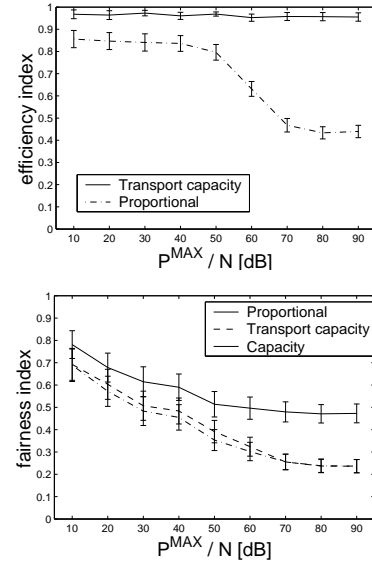 1
0.9
0.8
0.7
0.6
0.5
0.4
0.3
0.2
0.1
0
efficiency index
Transport capacity
Proportional
10 20 30 40 50 60 70 80 90
P^MAX / N [dB]
1
0.9
0.8
0.7
0.6
0.5
0.4
0.3
0.2
0.1
0
fairness index
Proportional
Transport capacity
Capacity
10 20 30 40 50 60 70 80 90
P^MAX / N [dB]